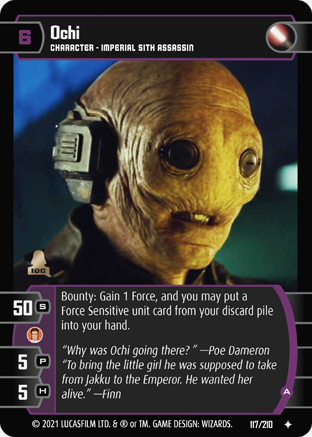 6
Ochi
CHARACTER - IMPERIAL SITH ASSASSIN
IDC
50 S
5 P
5 H
Bounty: Gain 1 Force, and you may put a
Force Sensitive unit card from your discard pile
into your hand.
"Why was Ochi going there? " —Poe Dameron
"To bring the little girl he was supposed to take
from Jakku to the Emperor. He wanted her
alive." —Finn
A
© 2021 LUCASFILM LTD. & ® or TM. GAME DESIGN: WIZARDS. 117/210